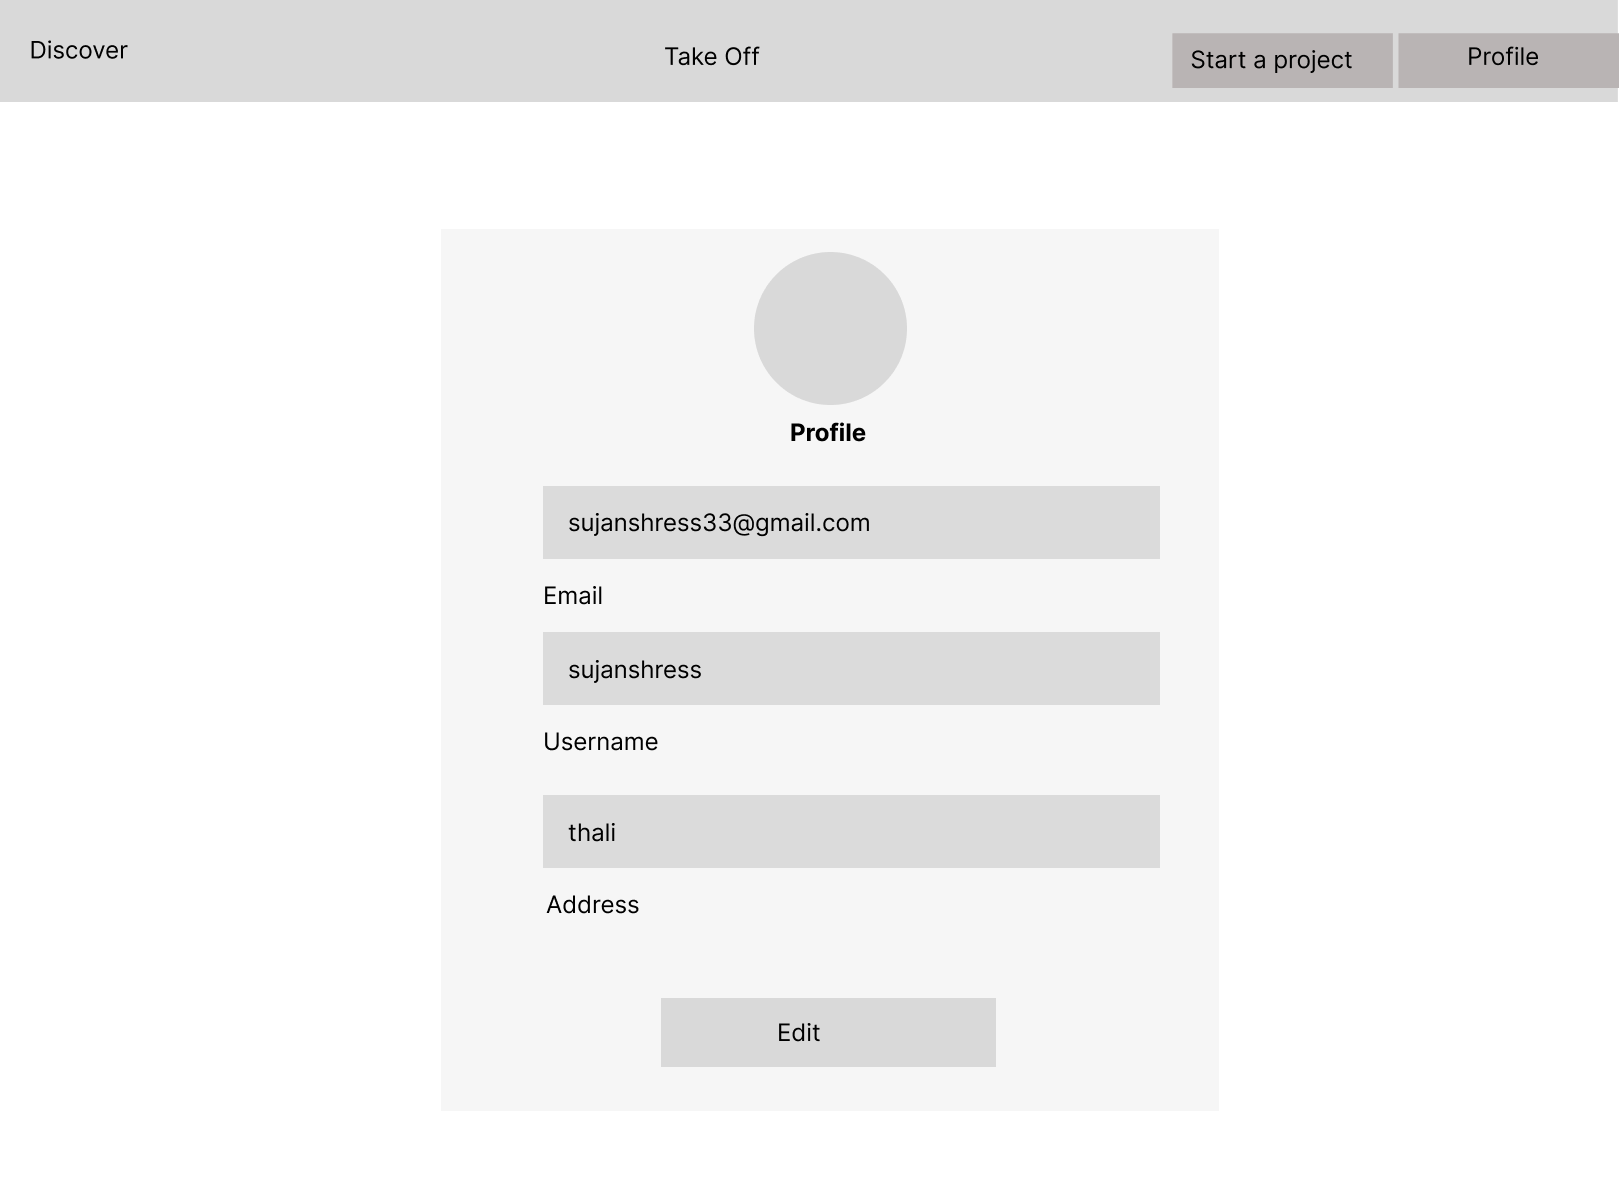 Discover
Take Off
Start a project
Profile
Profile
sujanshress33@gmail.com
Email
sujanshress
Username
thali
Address
Edit